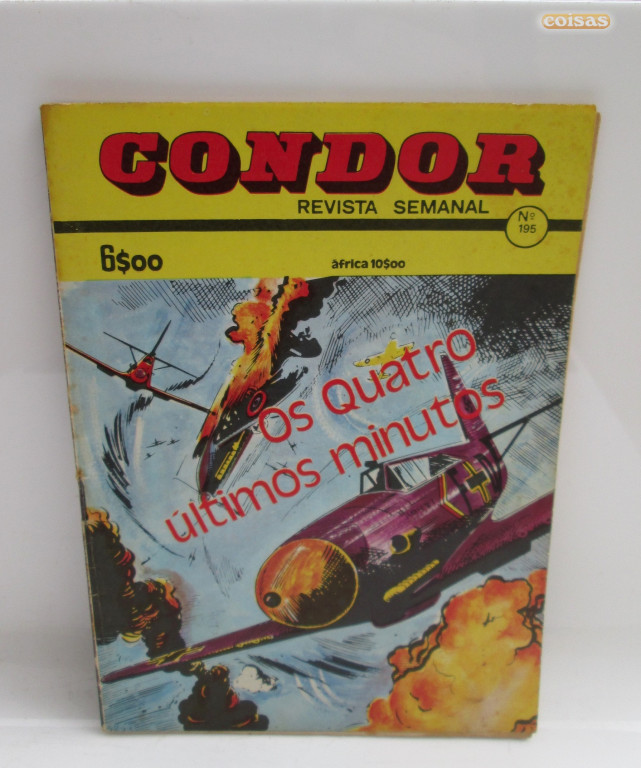 coisas
CONDOR
REVISTA SEMANAL
Nº
195
6$00
áfrica 10$00
Os Quatro
últimos minutos